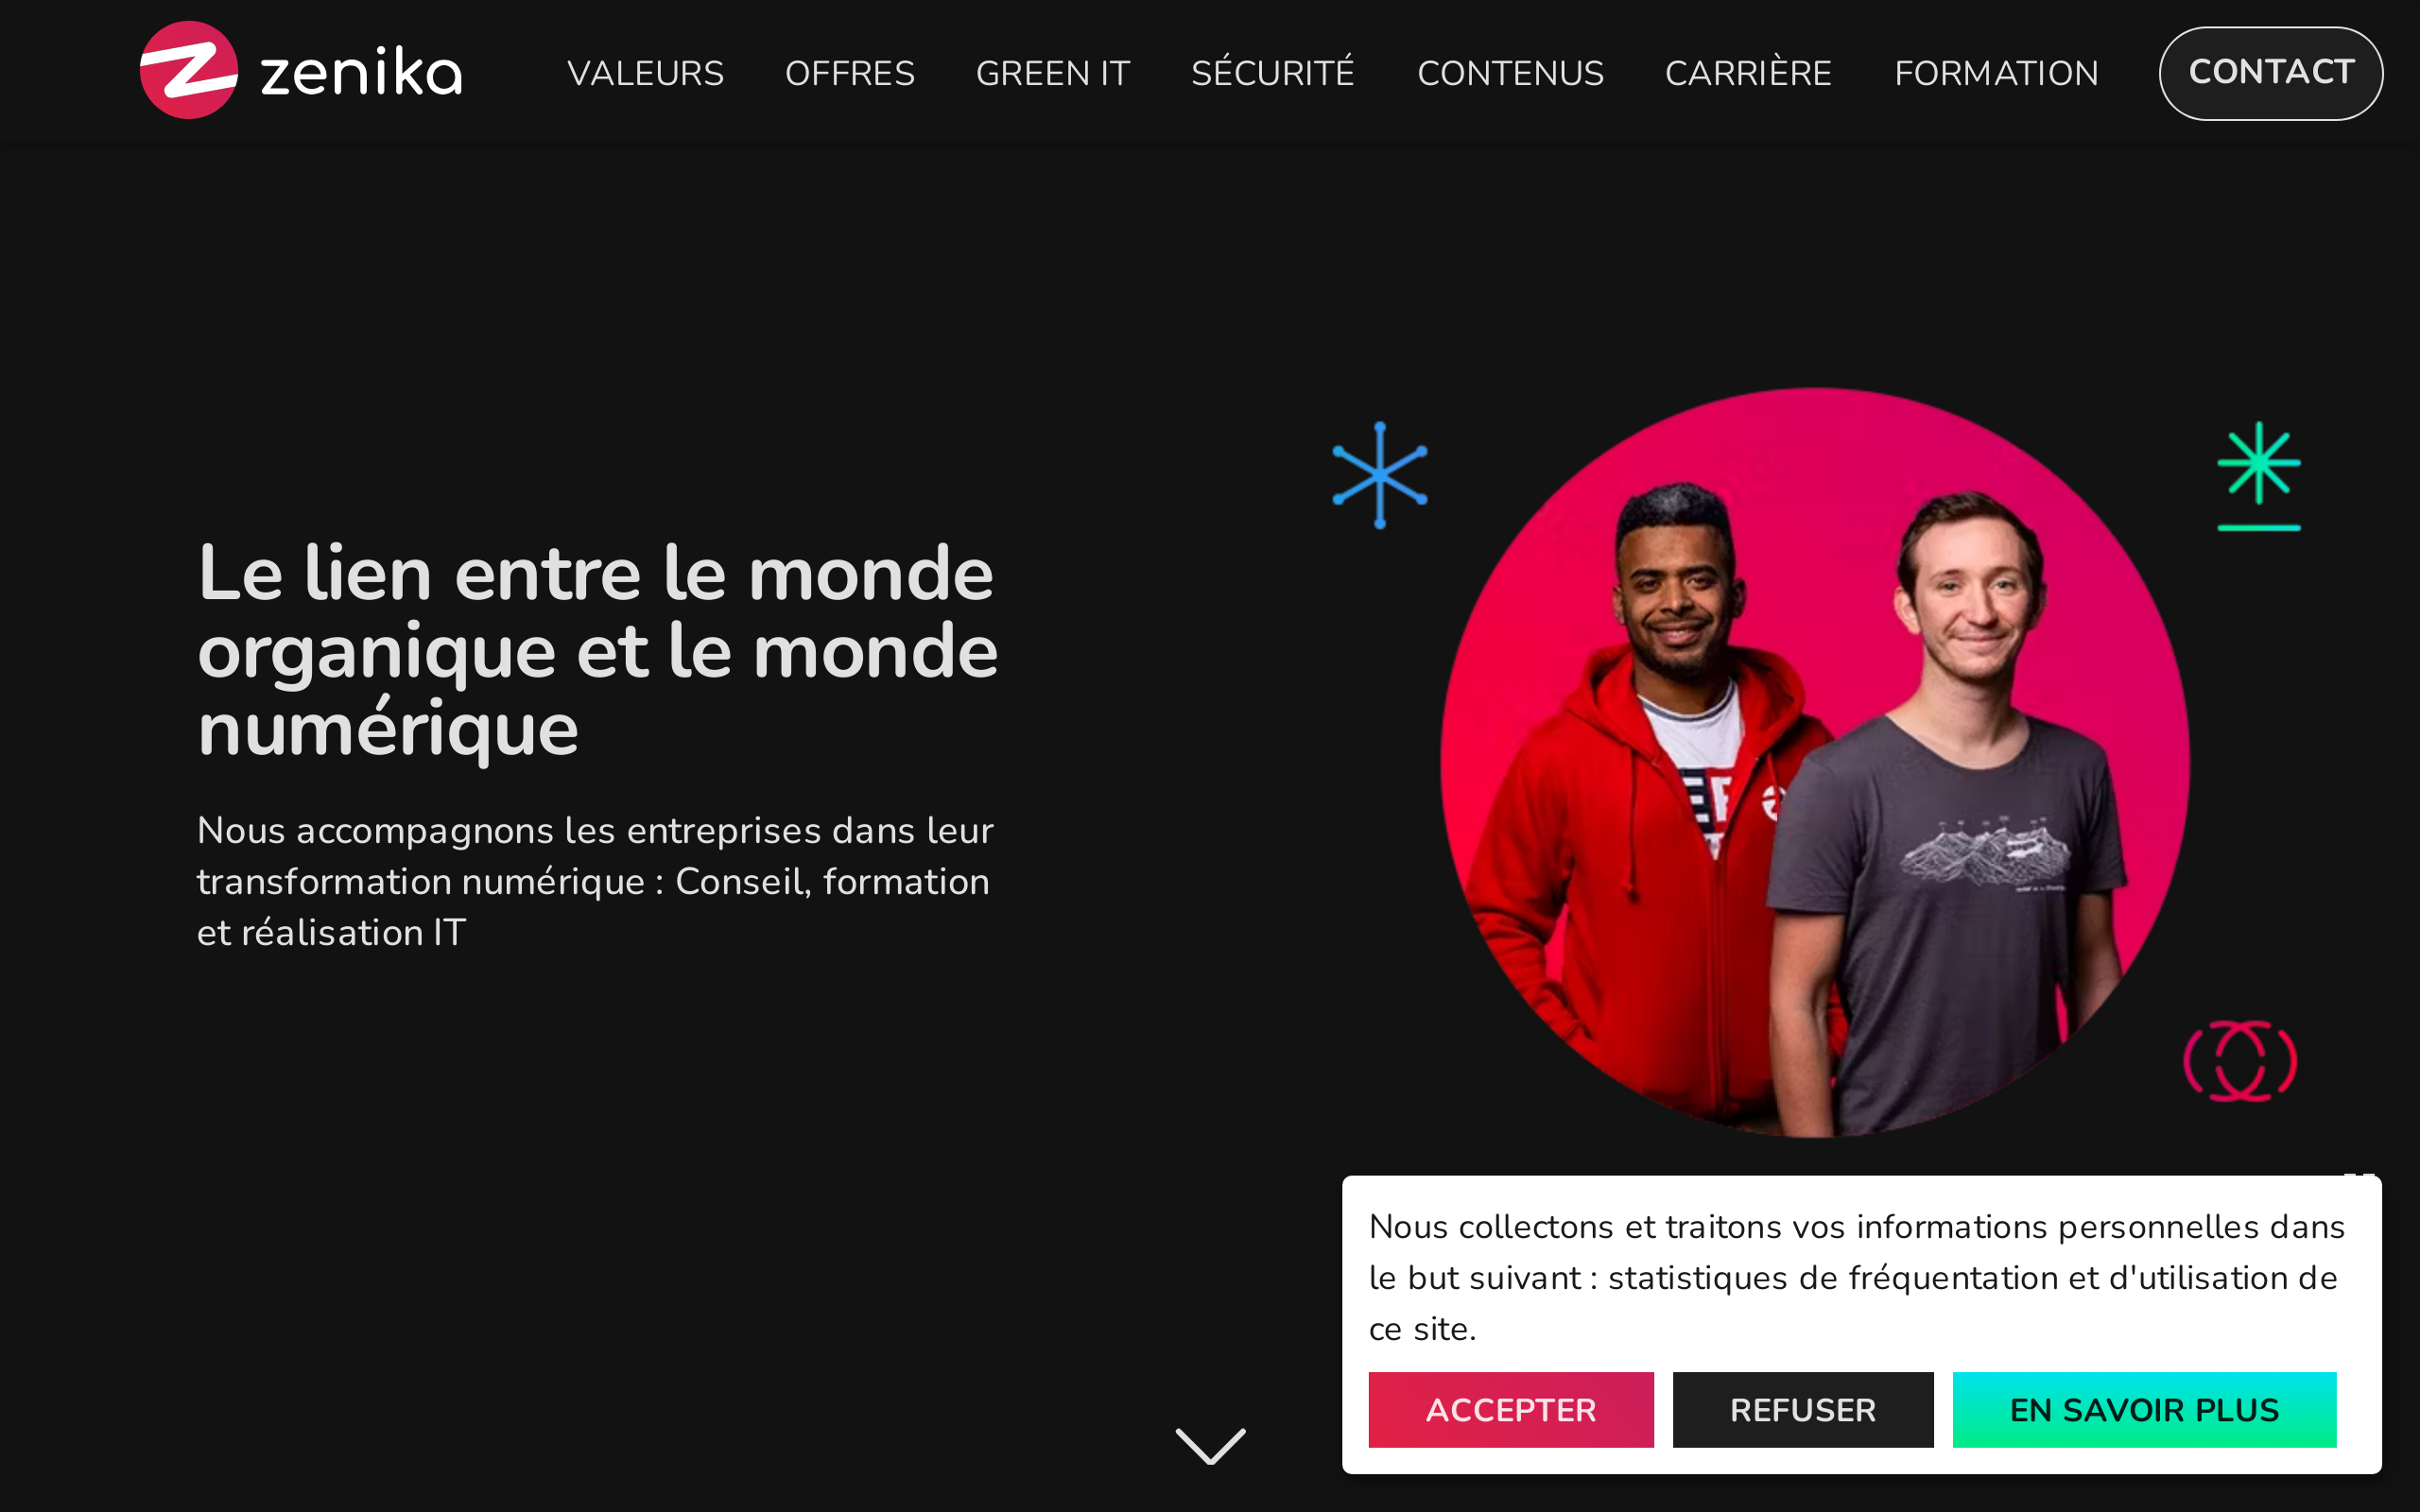 zenika
VALEURS
OFFRES
GREEN IT
SÉCURITÉ
CONTENUS
CARRIÈRE
FORMATION
CONTACT
Le lien entre le monde
organique et le monde
numérique
Nous accompagnons les entreprises dans leur
transformation numérique : Conseil, formation
et réalisation IT
Nous collectons et traitons vos informations personnelles dans
le but suivant : statistiques de fréquentation et d'utilisation de
ce site.
ACCEPTER
REFUSER
EN SAVOIR PLUS